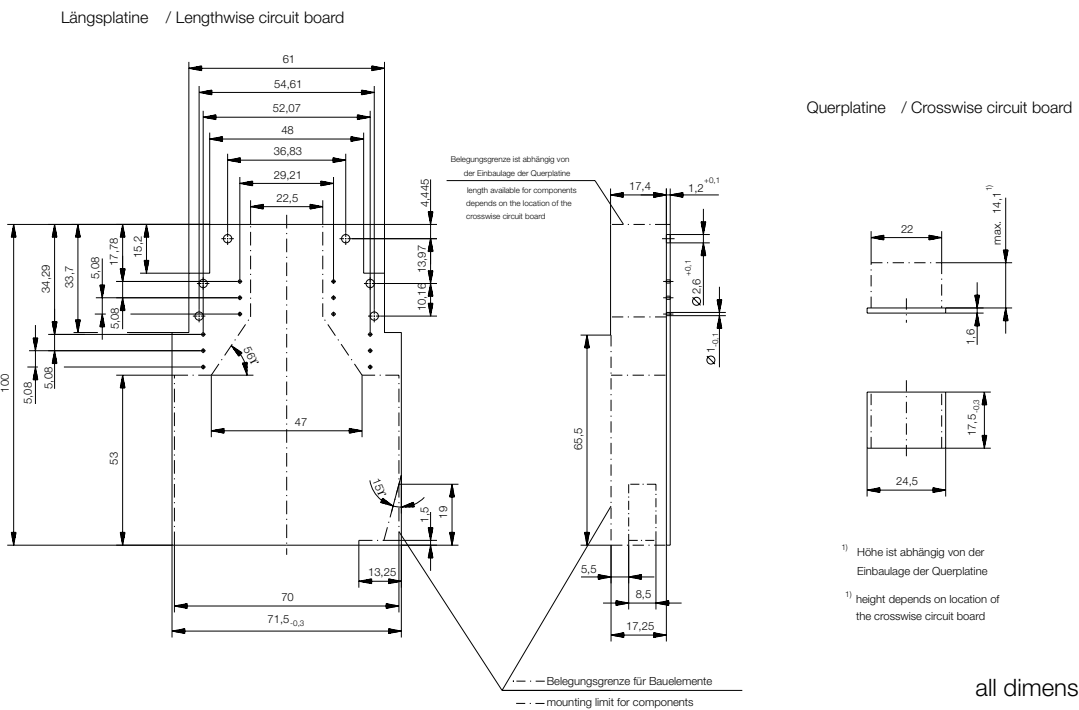 Längsplatine / Lengthwise circuit board
61
54,61
52,07
48
36,83
29,21
22,5
4,445
13,97
10,16
15,2
17,78
5,08
5,08
33,7
34,29
5,08
5,08
100
56°
47
53
15°
1,5
19
13,25
70
71,5-0,3
Belegungsgrenze ist abhängig von
der Einbaulage der Querplatine
length available for components
depends on the location of the
crosswise circuit board
17,4
1,2+0,1
Ø2,6+0,1
Ø1-0,1
65,5
5,5
8,5
17,25
Belegungsgrenze für Bauelemente
mounting limit for components
Querplatine / Crosswise circuit board
22
max. 14,1 1)
1,6
17,5-0,3
24,5
1) Höhe ist abhängig von der
Einbaulage der Querplatine
1) height depends on location of
the crosswise circuit board
all dimens